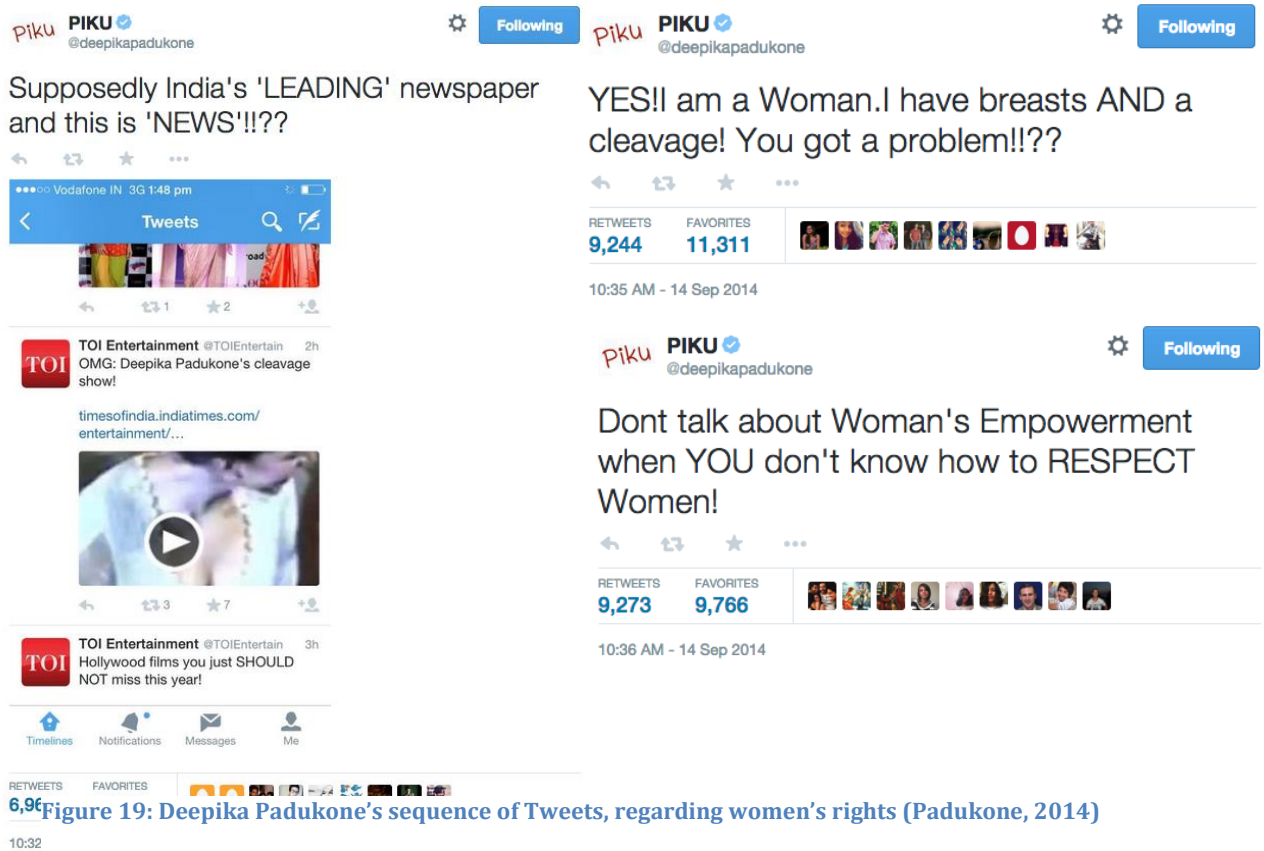 Piku
PIKU
@deepikapadukone
Following
Supposedly India's 'LEADING' newspaper
and this is 'NEWS'!!??
Vodafone IN 3G 1:48 pm
Tweets
1
2
TOI
TOI Entertainment @TOIEntertain 2h
OMG: Deepika Padukone's cleavage
show!
timesofindia.indiatimes.com/
entertainment/...
3
7
TOI
TOI Entertainment @TOIEntertain 3h
Hollywood films you just SHOULD
NOT miss this year!
Timelines Notifications Messages Me
RETWEETS FAVORITES
6,96
10:32
Piku
PIKU
@deepikapadukone
Following
YES!I am a Woman.I have breasts AND a
cleavage! You got a problem!!??
RETWEETS FAVORITES
9,244 11,311
10:35 AM - 14 Sep 2014
Piku
PIKU
@deepikapadukone
Following
Dont talk about Woman's Empowerment
when YOU don't know how to RESPECT
Women!
RETWEETS FAVORITES
9,273 9,766
10:36 AM - 14 Sep 2014
Figure 19: Deepika Padukone’s sequence of Tweets, regarding women’s rights (Padukone, 2014)